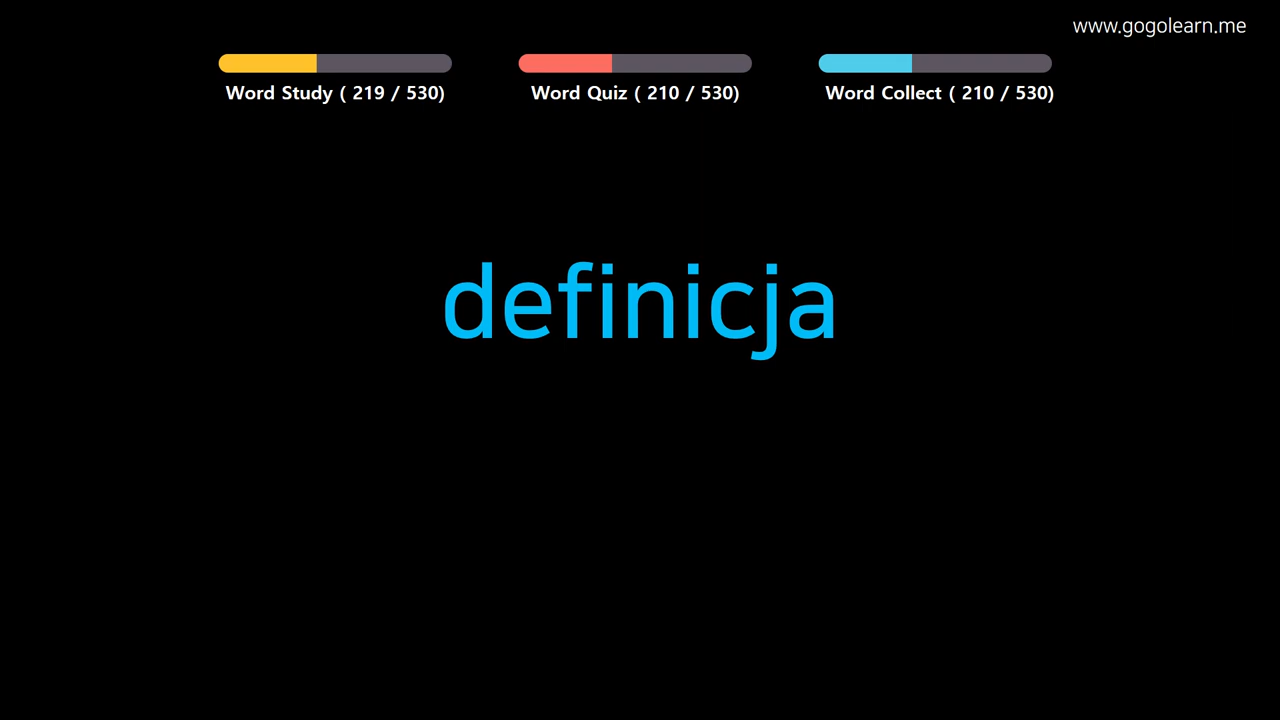 www.gogolearn.me
Word Study ( 219 / 530)
Word Quiz ( 210 / 530)
Word Collect ( 210 / 530)
definicja